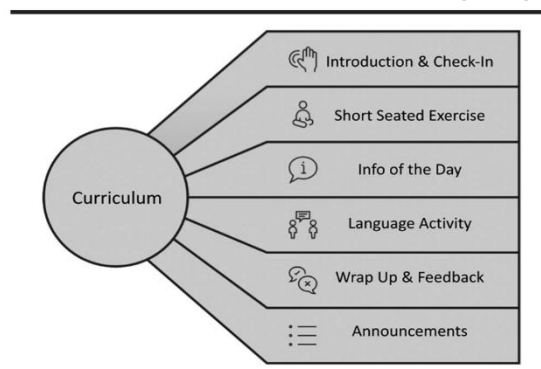 Curriculum
Introduction & Check-In
Short Seated Exercise
Info of the Day
Language Activity
Wrap Up & Feedback
Announcements